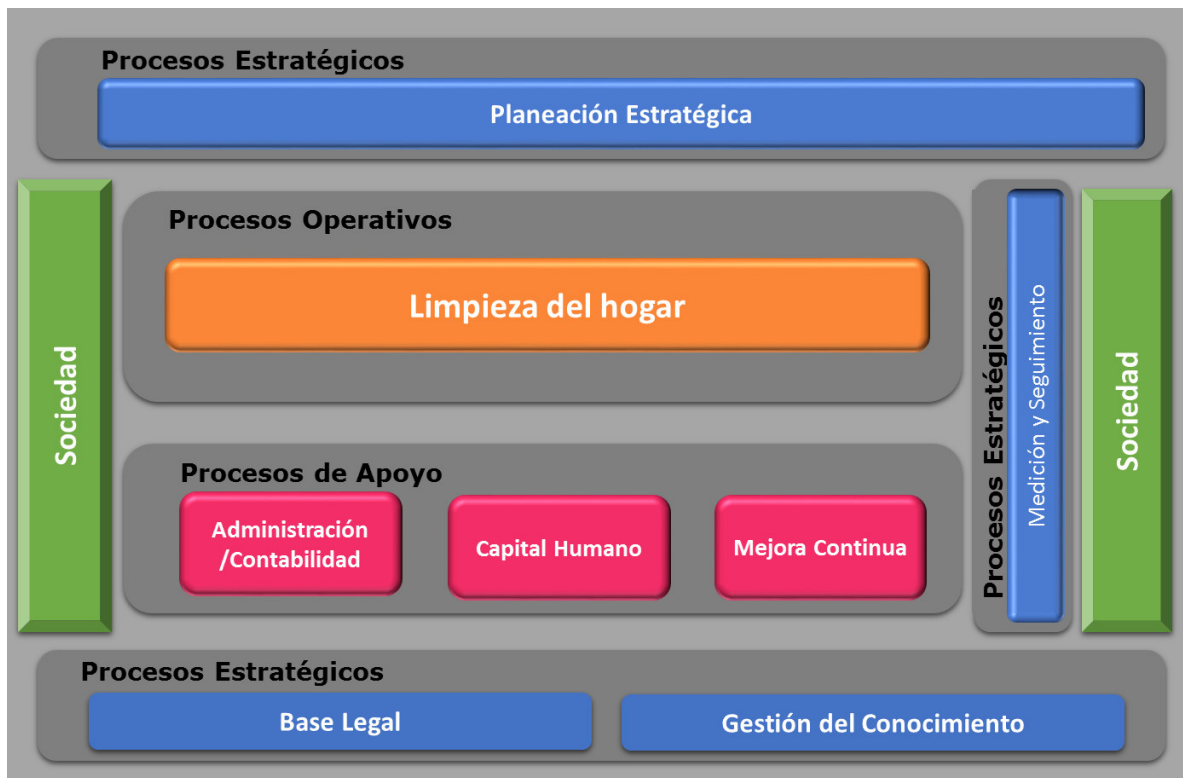 Procesos Estratégicos
Planeación Estratégica
Sociedad
Procesos Operativos
Limpieza del hogar
Procesos de Apoyo
Administración
/Contabilidad
Capital Humano
Mejora Continua
Procesos Estratégicos
Medición y Seguimiento
Sociedad
Procesos Estratégicos
Base Legal
Gestión del Conocimiento